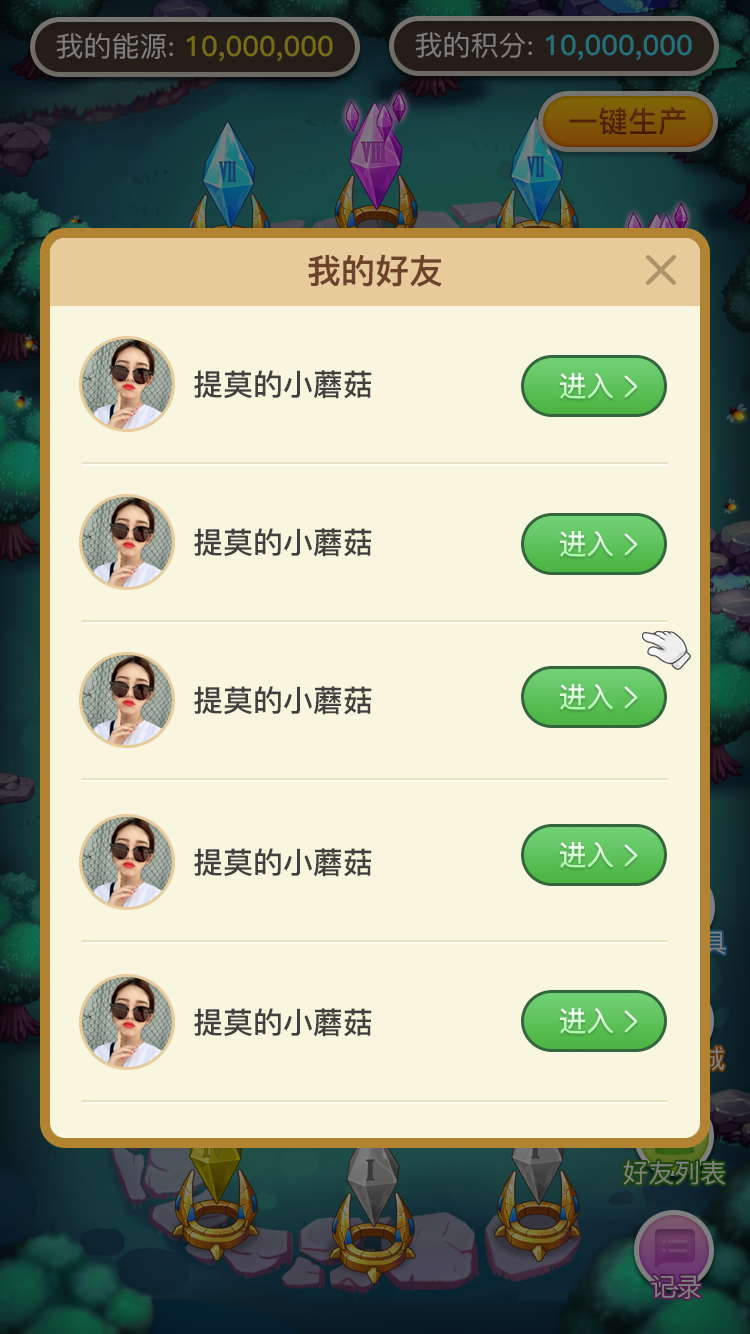 我的能源: 10,000,000
我的积分: 10,000,000
一键生产
VII
VIII
VII
我的好友
提莫的小蘑菇
进入
提莫的小蘑菇
进入
提莫的小蘑菇
进入
提莫的小蘑菇
进入
提莫的小蘑菇
进入
具
城
IV
I
I
好友列表
记录